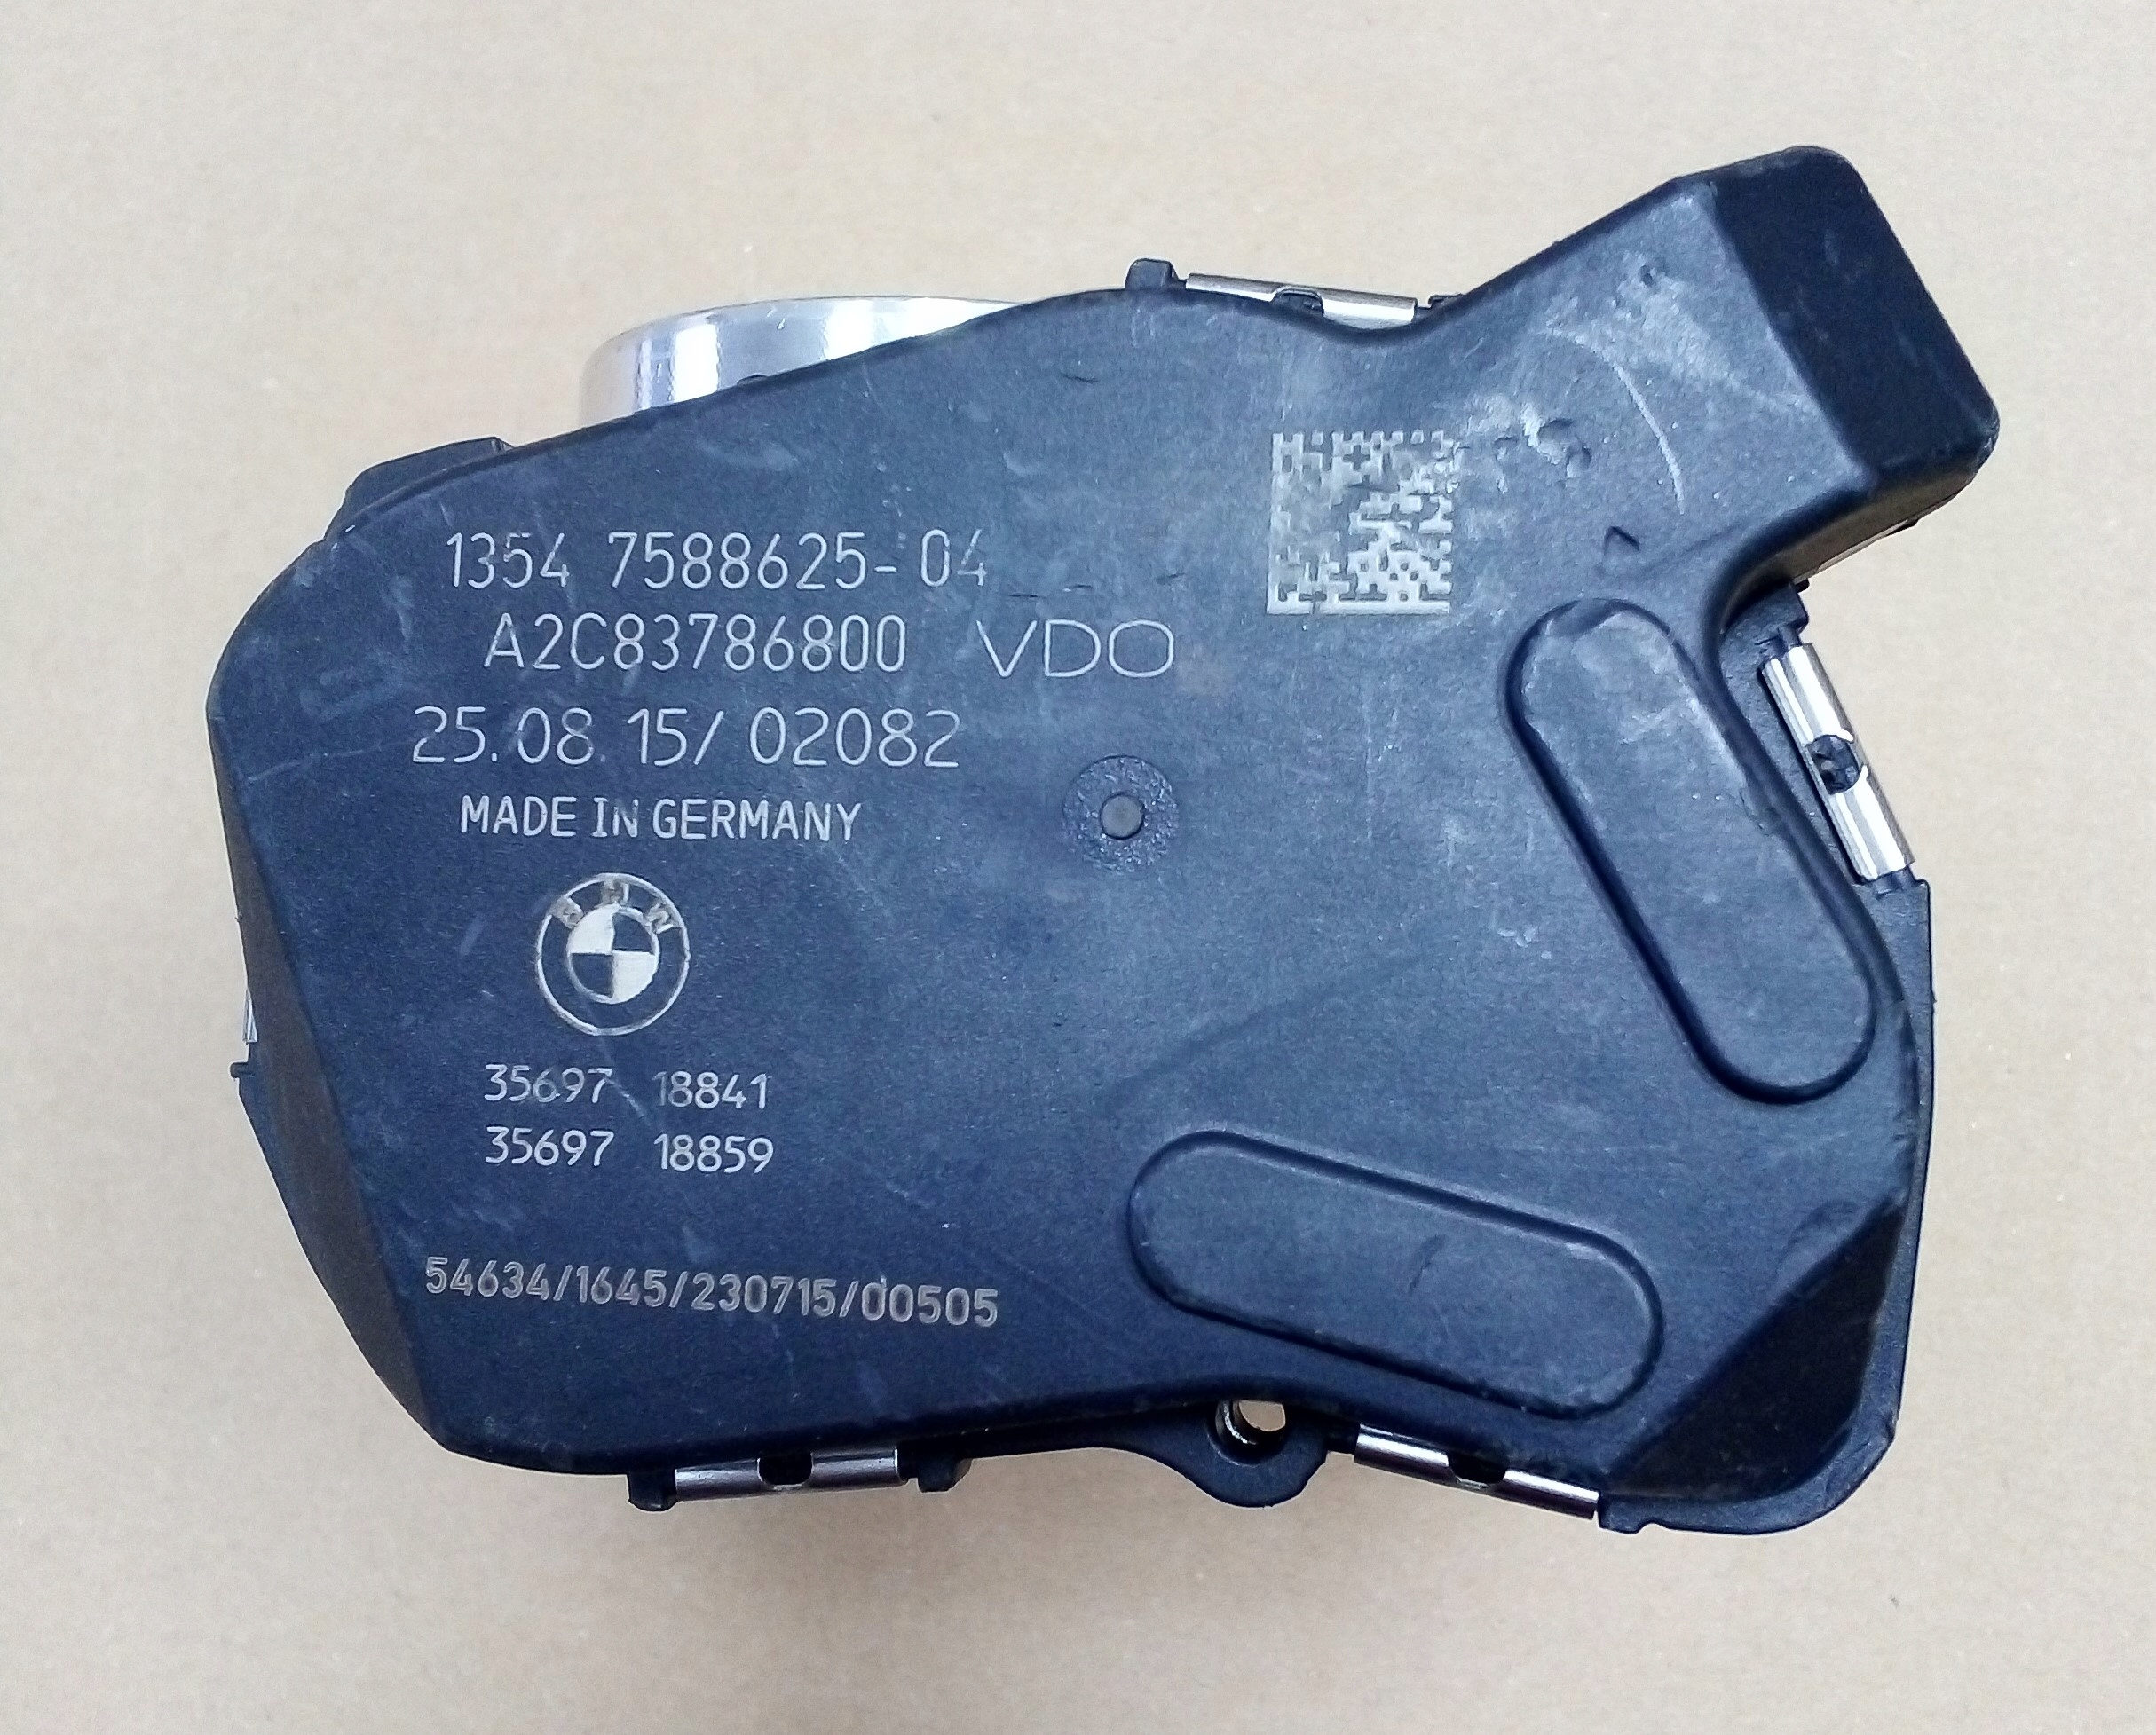 1354 7588625-04
A2C83786800 VDO
25.08.15/02082
MADE IN GERMANY
BMW
35697 18841
35697 18859
54634/1645/230715/00505